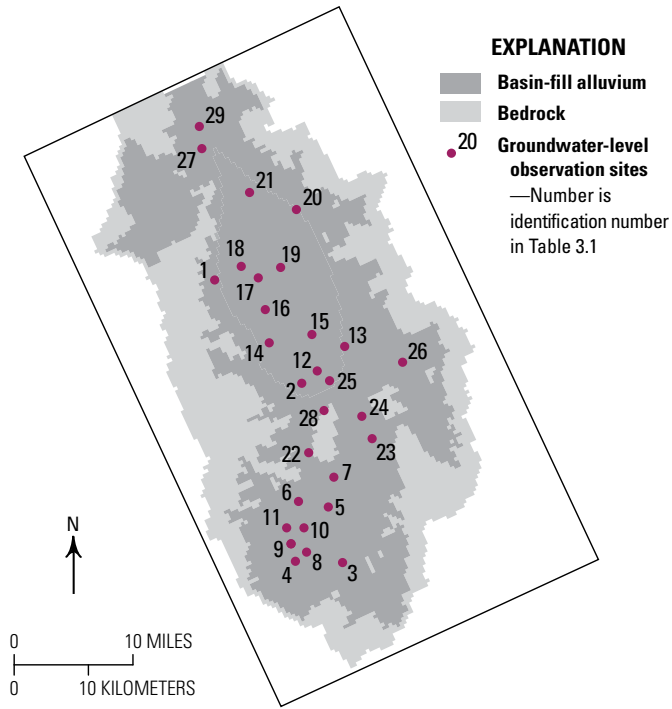 EXPLANATION
Basin-fill alluvium
Bedrock
20 Groundwater-level
observation sites
—Number is
identification number
in Table 3.1
29
27
21
20
18
19
1
17
16
15
13
14
26
12
2
25
28
24
23
22
7
6
5
11
10
9
8
4
3
N
0 10 MILES
0 10 KILOMETERS